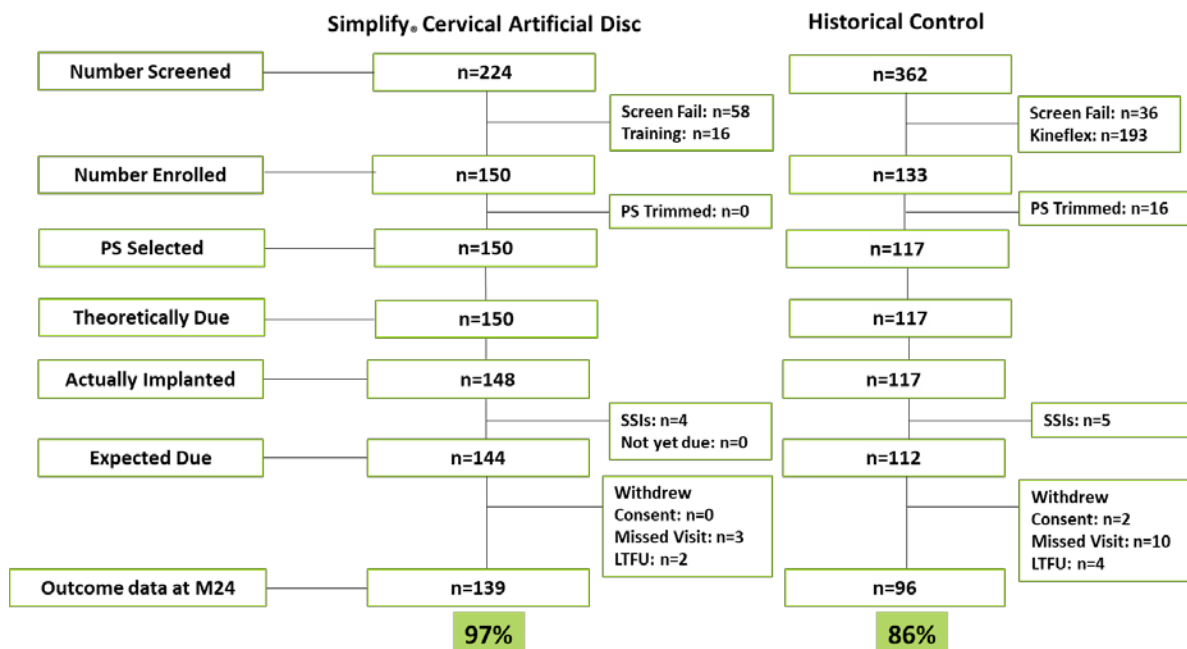 Simplify® Cervical Artificial Disc
Historical Control
Number Screened
n=224
n=362
Screen Fail: n=58
Training: n=16
Screen Fail: n=36
Kineflex: n=193
Number Enrolled
n=150
n=133
PS Trimmed: n=0
PS Trimmed: n=16
PS Selected
n=150
n=117
Theoretically Due
n=150
n=117
Actually Implanted
n=148
n=117
SSIs: n=4
Not yet due: n=0
SSIs: n=5
Expected Due
n=144
n=112
Withdrew
Consent: n=0
Missed Visit: n=3
LTFU: n=2
Withdrew
Consent: n=2
Missed Visit: n=10
LTFU: n=4
Outcome data at M24
n=139
n=96
97%
86%